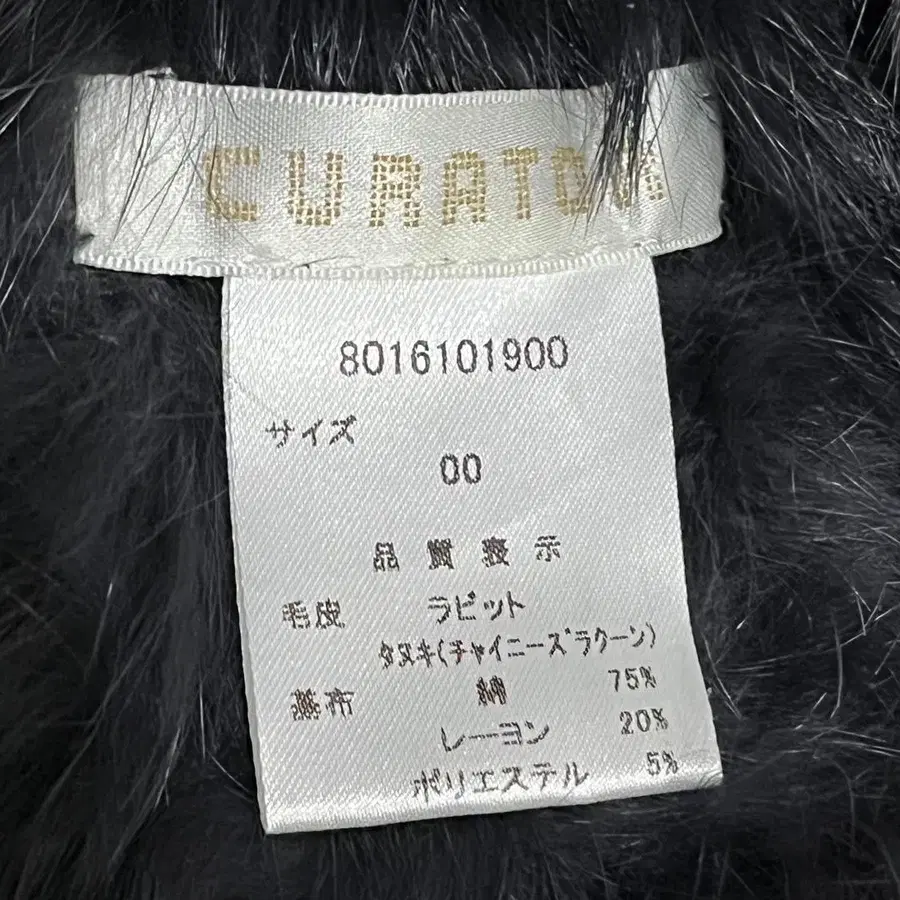 CURATOR
8016101900
サイズ
00
品質表示
毛皮 ラビット
タヌキ(チャイニーズラクーン)
基布 綿 75%
レーヨン 20%
ポリエステル 5%